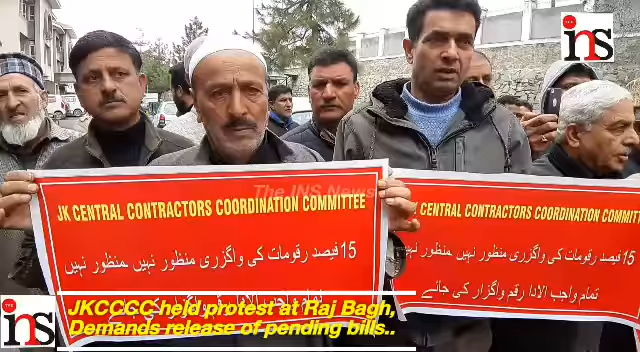 THE
ins
The INS News
JK CENTRAL CONTRACTORS COORDINATION COMMITTEE
15 فیصد رقومات کی واگزری منظور نہیں منظور نہیں
CENTRAL CONTRACTORS COORDINATION COMMITTEE
15 فیصد رقومات کی واگزری منظور نہیں ۔منظور نہیں
تمام واجب الادا رقم واگزار کی جائے
THE
ins
JKCCCC held protest at Raj Bagh,
Demands release of pending bills..